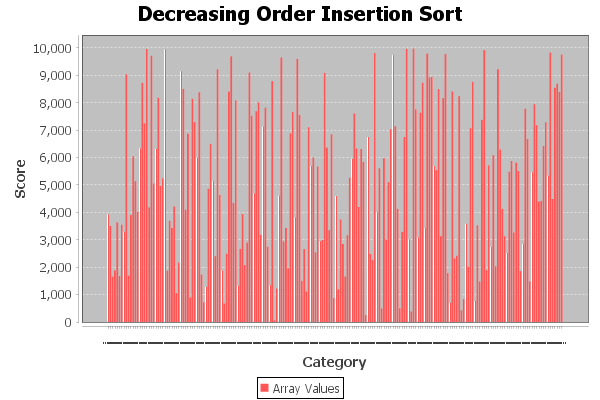 Decreasing Order Insertion Sort
10,000
9,000
8,000
7,000
6,000
5,000
4,000
3,000
2,000
1,000
0
Score
Category
Array Values